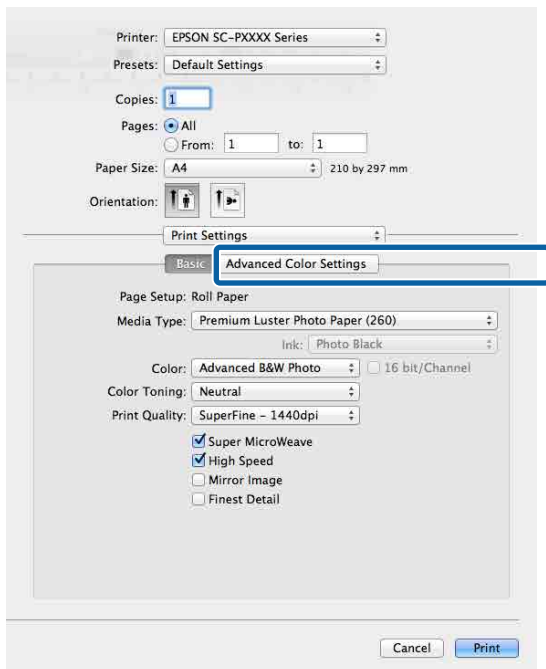 Printer: EPSON SC-PXXXX Series
Presets: Default Settings
Copies: 1
Pages: All
From: 1 to: 1
Paper Size: A4 210 by 297 mm
Orientation:
Print Settings
Basic Advanced Color Settings
Page Setup: Roll Paper
Media Type: Premium Luster Photo Paper (260)
Ink: Photo Black
Color: Advanced B&W Photo 16 bit/Channel
Color Toning: Neutral
Print Quality: SuperFine - 1440dpi
Super MicroWeave
High Speed
Mirror Image
Finest Detail
Cancel Print